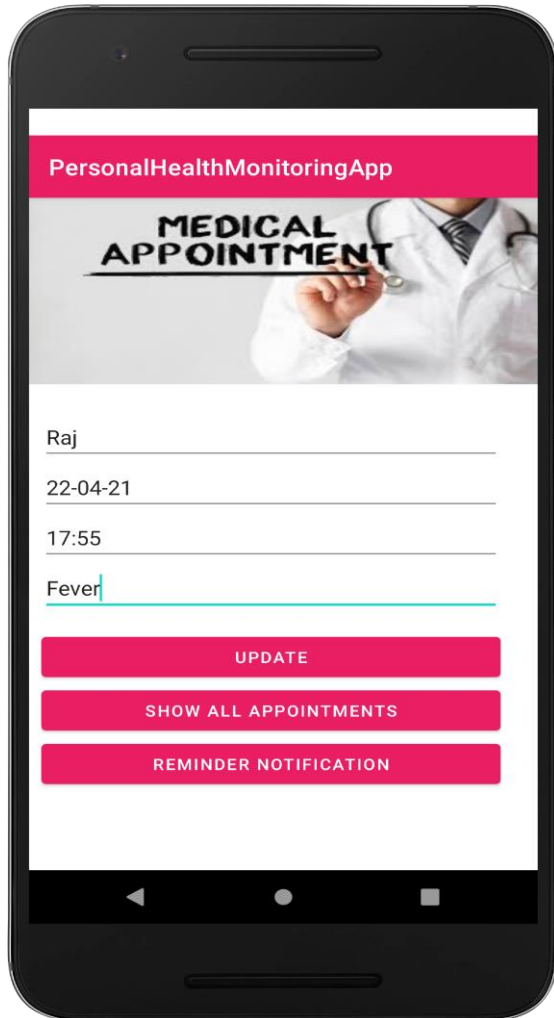 PersonalHealthMonitoringApp
MEDICAL
APPOINTMENT
Raj
22-04-21
17:55
Fever
UPDATE
SHOW ALL APPOINTMENTS
REMINDER NOTIFICATION